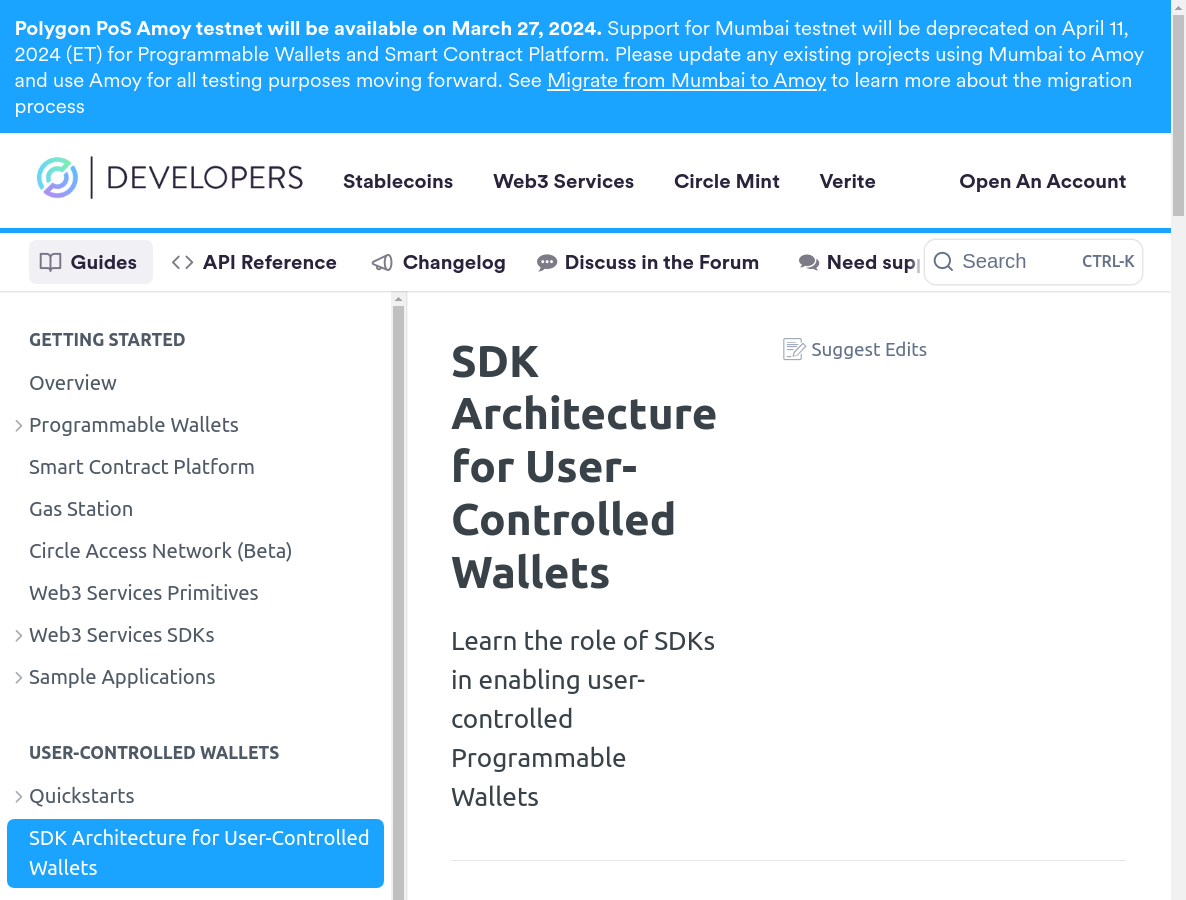 Polygon PoS Amoy testnet will be available on March 27, 2024. Support for Mumbai testnet will be deprecated on April 11,
2024 (ET) for Programmable Wallets and Smart Contract Platform. Please update any existing projects using Mumbai to Amoy
and use Amoy for all testing purposes moving forward. See Migrate from Mumbai to Amoy to learn more about the migration
process
DEVELOPERS
Stablecoins
Web3 Services
Circle Mint
Verite
Open An Account
Guides
API Reference
Changelog
Discuss in the Forum
Need sup
Search
CTRL-K
GETTING STARTED
Overview
Programmable Wallets
Smart Contract Platform
Gas Station
Circle Access Network (Beta)
Web3 Services Primitives
Web3 Services SDKs
Sample Applications
USER-CONTROLLED WALLETS
Quickstarts
SDK Architecture for User-Controlled
Wallets
SDK
Architecture
for User-
Controlled
Wallets
Suggest Edits
Learn the role of SDKs
in enabling user-
controlled
Programmable
Wallets